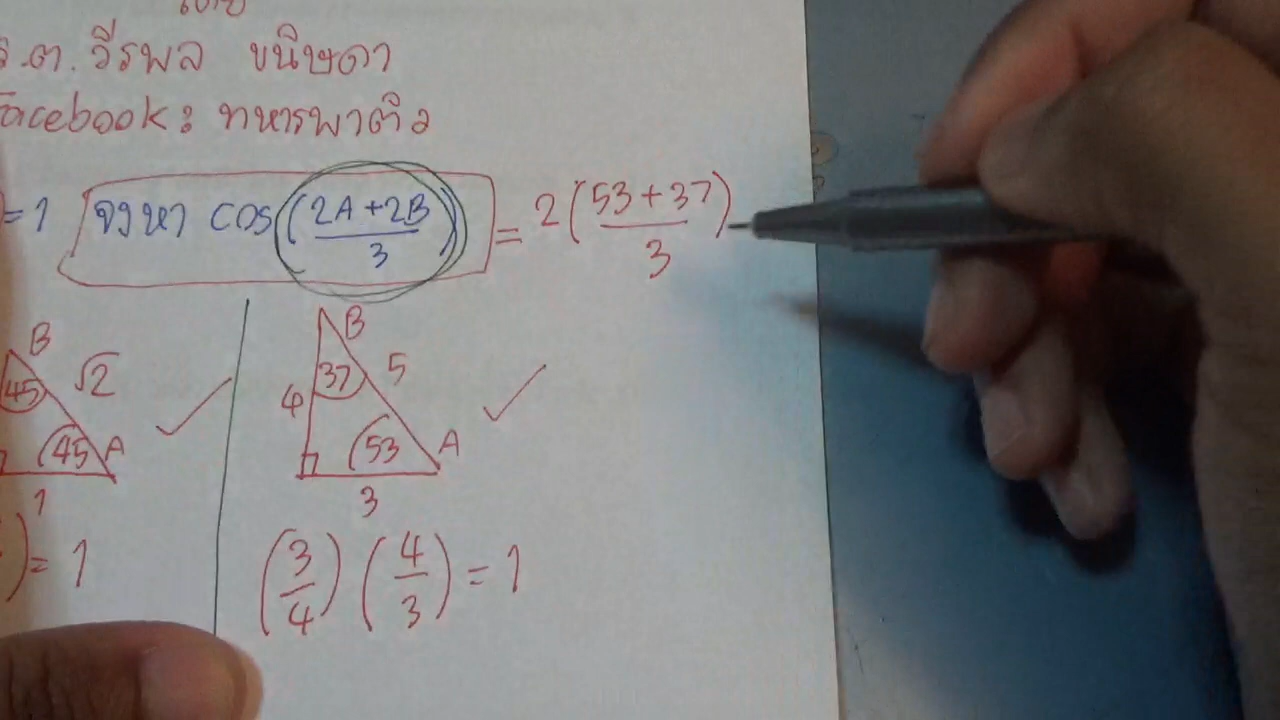 วีรพล ขนิษดา
Facebook: ทหารพาติว
=1 จงหา cos(2A+2B/3) = 2(53+37/3)
B
45
√2
45
A
1
B
37
5
4
53
A
3
)=1
(3/4)(4/3)=1